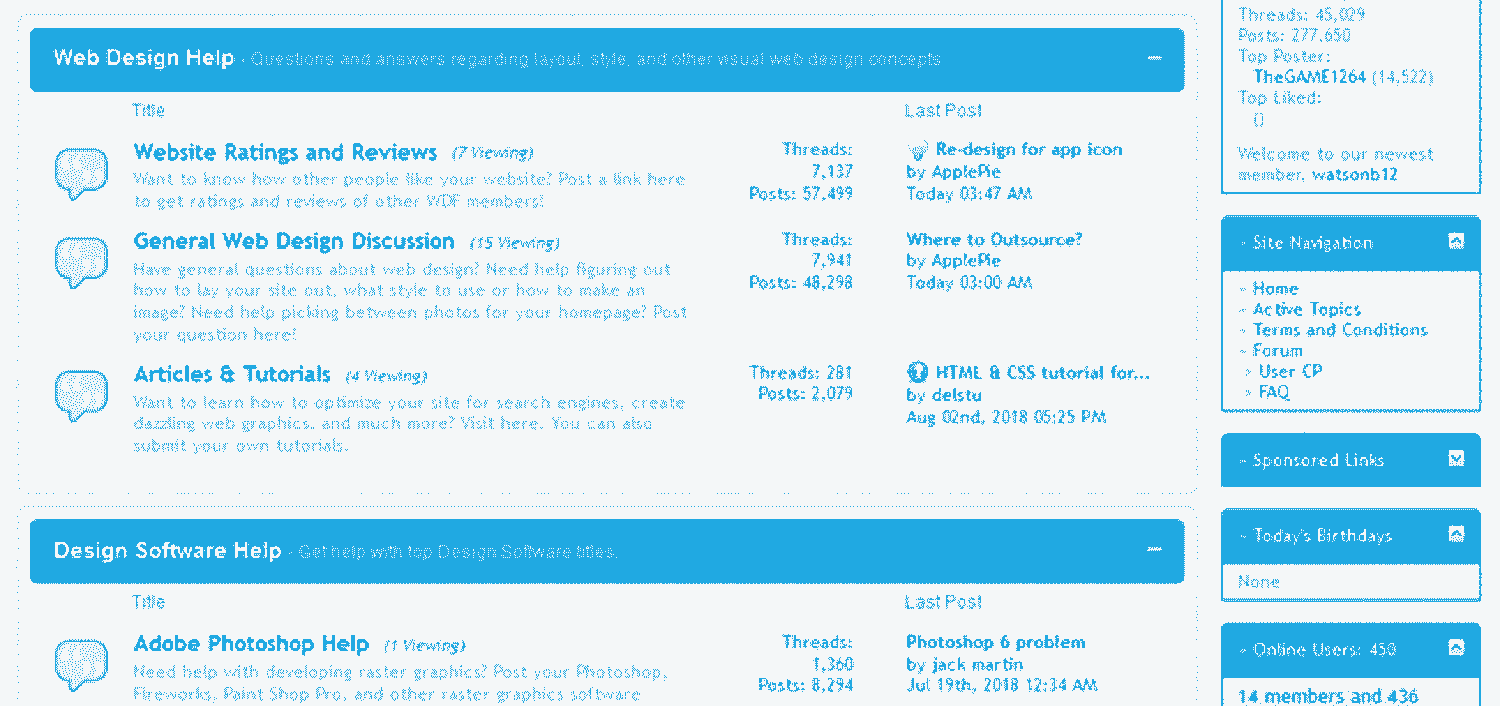 Web Design Help - Questions and answers regarding layout, style, and other visual web design concepts
Title
Last Post
Website Ratings and Reviews (7 Viewing)
Want to know how other people like your website? Post a link here
to get ratings and reviews of other WDF members!
Threads:
7,137
Posts: 57,499
Re-design for app icon
by ApplePie
Today 03:47 AM
General Web Design Discussion (15 Viewing)
Have general questions about web design? Need help figuring out
how to lay your site out, what style to use or how to make an
image? Need help picking between photos for your homepage? Post
your question here!
Threads:
7,941
Posts: 48,298
Where to Outsource?
by ApplePie
Today 03:00 AM
Articles & Tutorials (4 Viewing)
Want to learn how to optimize your site for search engines, create
dazzling web graphics, and much more? Visit here. You can also
submit your own tutorials.
Threads: 281
Posts: 2,079
HTML & CSS tutorial for...
by delstu
Aug 02nd, 2018 05:25 PM
Design Software Help - Get help with top Design Software titles.
Title
Last Post
Adobe Photoshop Help (1 Viewing)
Need help with developing raster graphics? Post your Photoshop,
Fireworks, Paint Shop Pro, and other raster graphics software
Threads:
1,360
Posts: 8,294
Photoshop 6 problem
by jack martin
Jul 19th, 2018 12:34 AM
Threads: 45,029
Posts: 277,650
Top Poster:
TheGAME1264 (14,522)
Top Liked:
()
Welcome to our newest
member, watsonb12
- Site Navigation
- Home
- Active Topics
- Terms and Conditions
- Forum
> User CP
> FAQ
- Sponsored Links
- Today's Birthdays
None
- Online Users: 450
14 members and 436